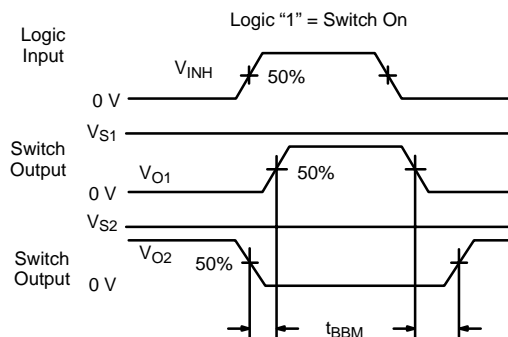 Logic “1” = Switch On
Logic
Input
VINH
50%
0 V
VS1
Switch
Output
VO1
50%
0 V
VS2
VO2
Switch
Output
50%
0 V
tBBM